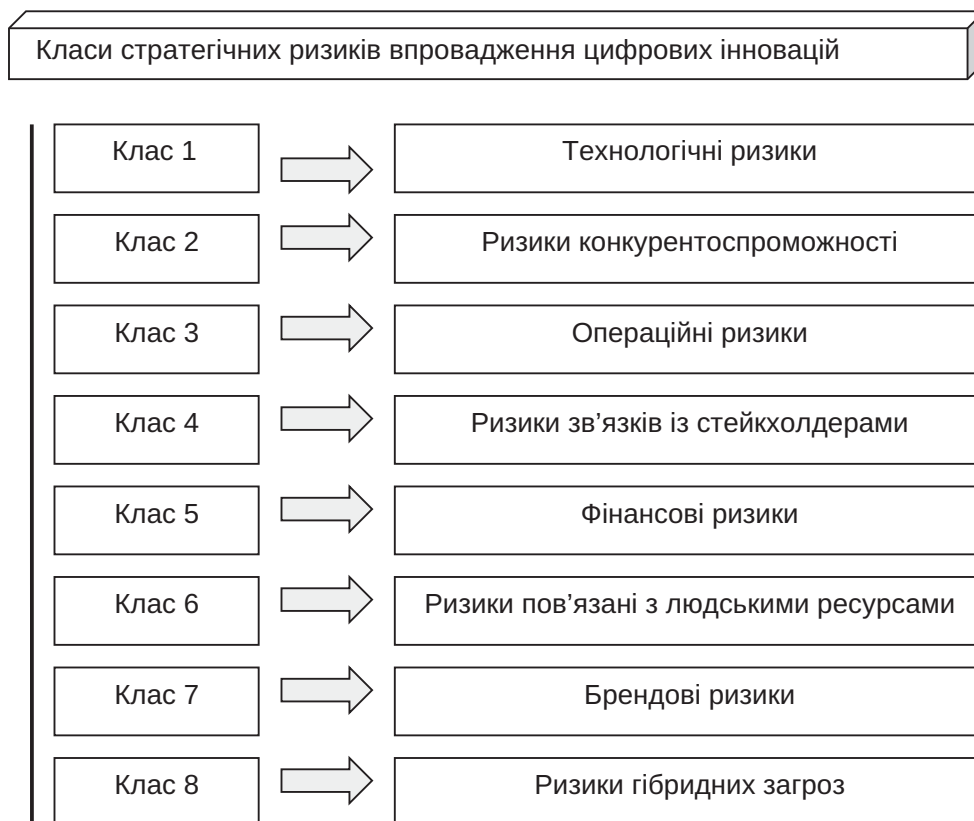 Класи стратегічних ризиків впровадження цифрових інновацій
Клас 1
Технологічні ризики
Клас 2
Ризики конкурентоспроможності
Клас 3
Операційні ризики
Клас 4
Ризики зв’язків із стейкхолдерами
Клас 5
Фінансові ризики
Клас 6
Ризики пов’язані з людськими ресурсами
Клас 7
Брендові ризики
Клас 8
Ризики гібридних загроз